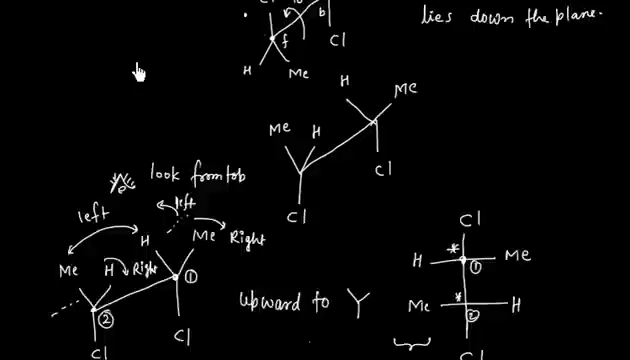 Cl
b
lies down the plane.
f
Cl
H
Me
H
Me
Me
H
Cl
look from top
Cl
left
left
H
Me
Right
Me
H
Right
①
②
Cl
Cl
upward to Y
Cl
*
H
Me
①
*
Me
H
②
Cl